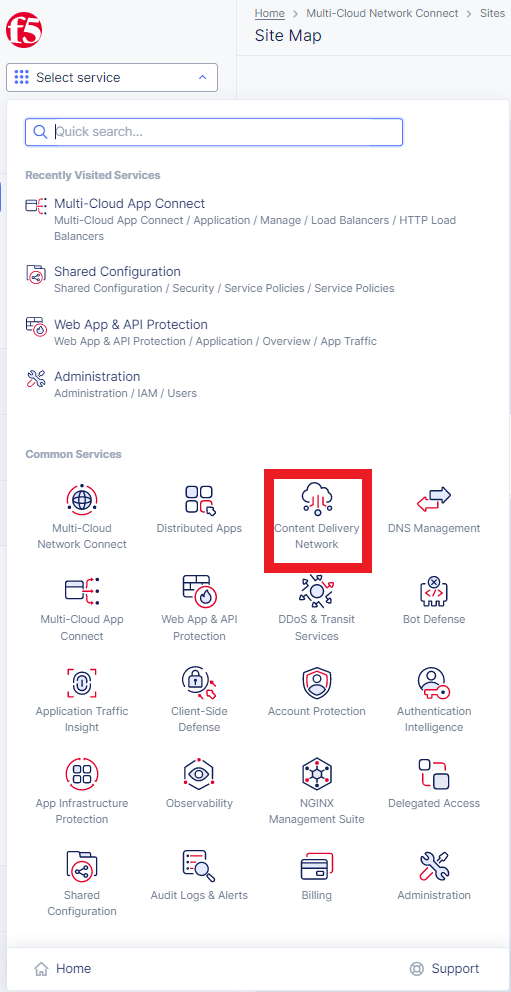 f5
Home > Multi-Cloud Network Connect > Sites
Site Map
Select service
Quick search...
Recently Visited Services
Multi-Cloud App Connect
Multi-Cloud App Connect / Application / Manage / Load Balancers / HTTP Load
Balancers
Shared Configuration
Shared Configuration / Security / Service Policies / Service Policies
Web App & API Protection
Web App & API Protection / Application / Overview / App Traffic
Administration
Administration / IAM / Users
Common Services
Multi-Cloud
Network Connect
Distributed Apps
Content Delivery
Network
DNS Management
Multi-Cloud App
Connect
Web App & API
Protection
DDoS & Transit
Services
Bot Defense
Application Traffic
Insight
Client-Side
Defense
Account Protection
Authentication
Intelligence
App Infrastructure
Protection
Observability
NGINX
Management Suite
Delegated Access
Shared
Configuration
Audit Logs & Alerts
Billing
Administration
Home
Support